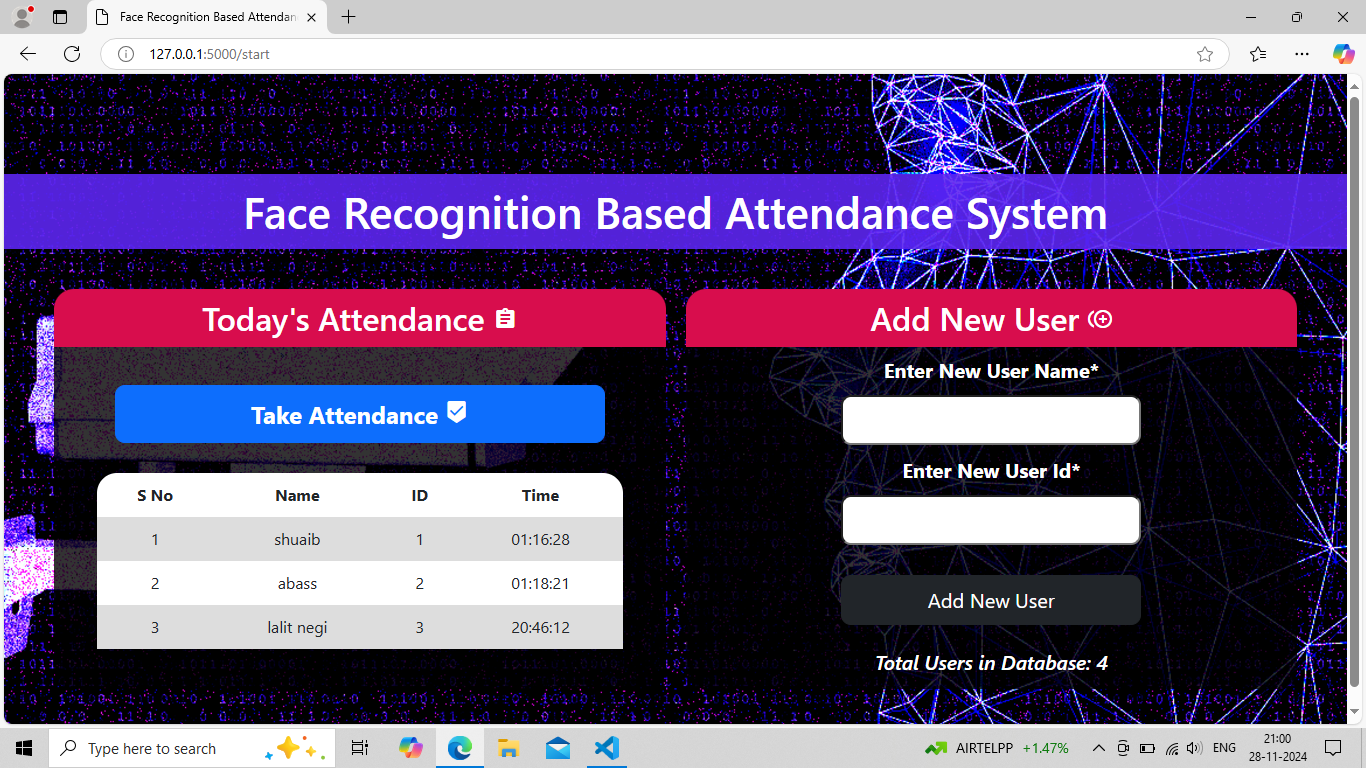 Face Recognition Based Attendan
127.0.0.1:5000/start
Face Recognition Based Attendance System
Today's Attendance
Take Attendance
S No Name ID Time
1 shuaib 1 01:16:28
2 abass 2 01:18:21
3 lalit negi 3 20:46:12
Add New User
Enter New User Name*
Enter New User Id*
Add New User
Total Users in Database: 4
Type here to search
AIRTELPP +1.47%
ENG
21:00
28-11-2024